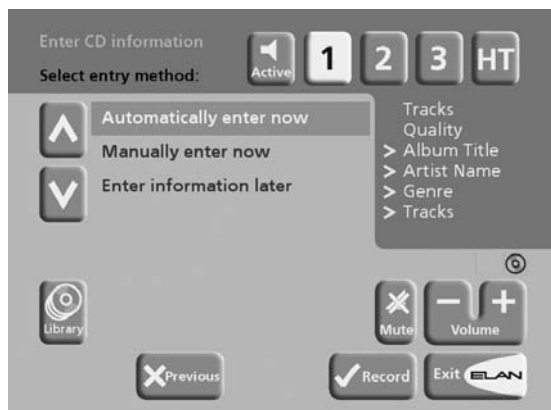 Enter CD information
Select entry method:
Active
1
2
3
HT
Automatically enter now
Manually enter now
Enter information later
Tracks
Quality
> Album Title
> Artist Name
> Genre
> Tracks
Library
Mute
Volume
Previous
Record
Exit ELAN